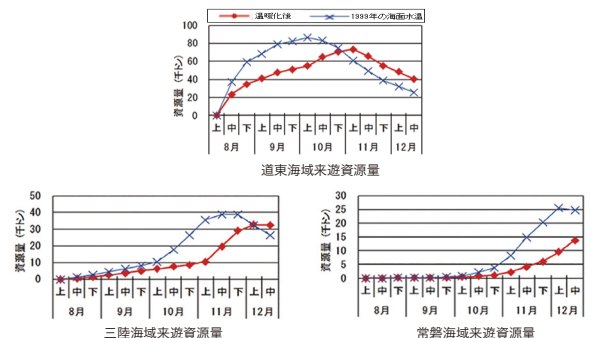 温暖化後 1999年の海面水温
資源量（千トン）
100
80
60
40
20
0
上 中 下 上 中 下 上 中 下 上 中 下 上 中
8月 9月 10月 11月 12月
道東海域来遊資源量
資源量（千トン）
50
40
30
20
10
0
上 中 下 上 中 下 上 中 下 上 中 下 上 中
8月 9月 10月 11月 12月
三陸海域来遊資源量
資源量（千トン）
30
25
20
15
10
5
0
上 中 下 上 中 下 上 中 下 上 中 下 上 中
8月 9月 10月 11月 12月
常磐海域来遊資源量